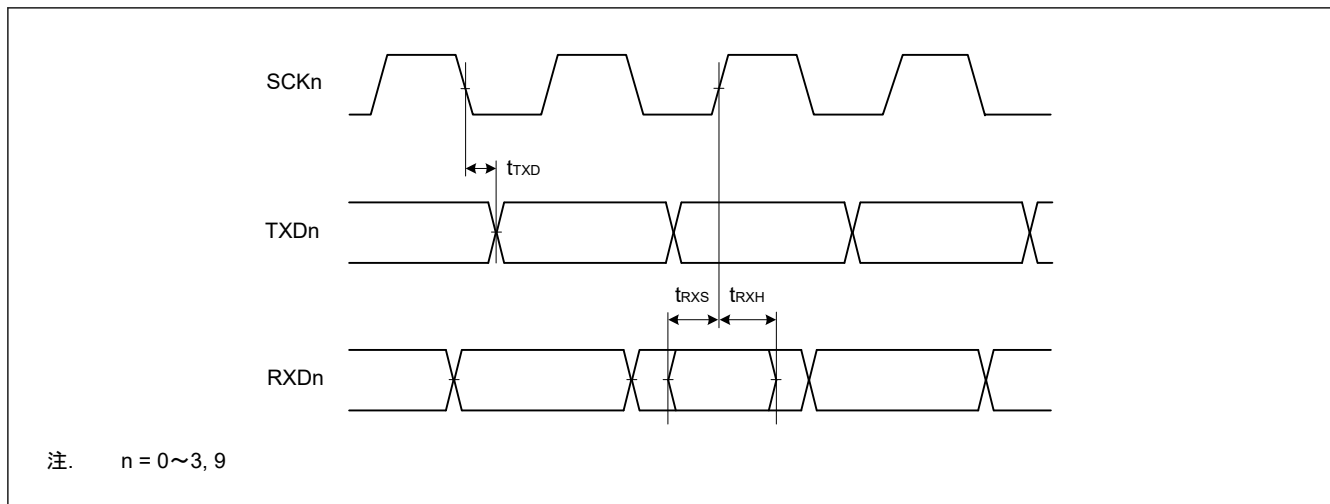 SCKn
tTXD
TXDn
tRXS tRXH
RXDn
注. n = 0～3, 9